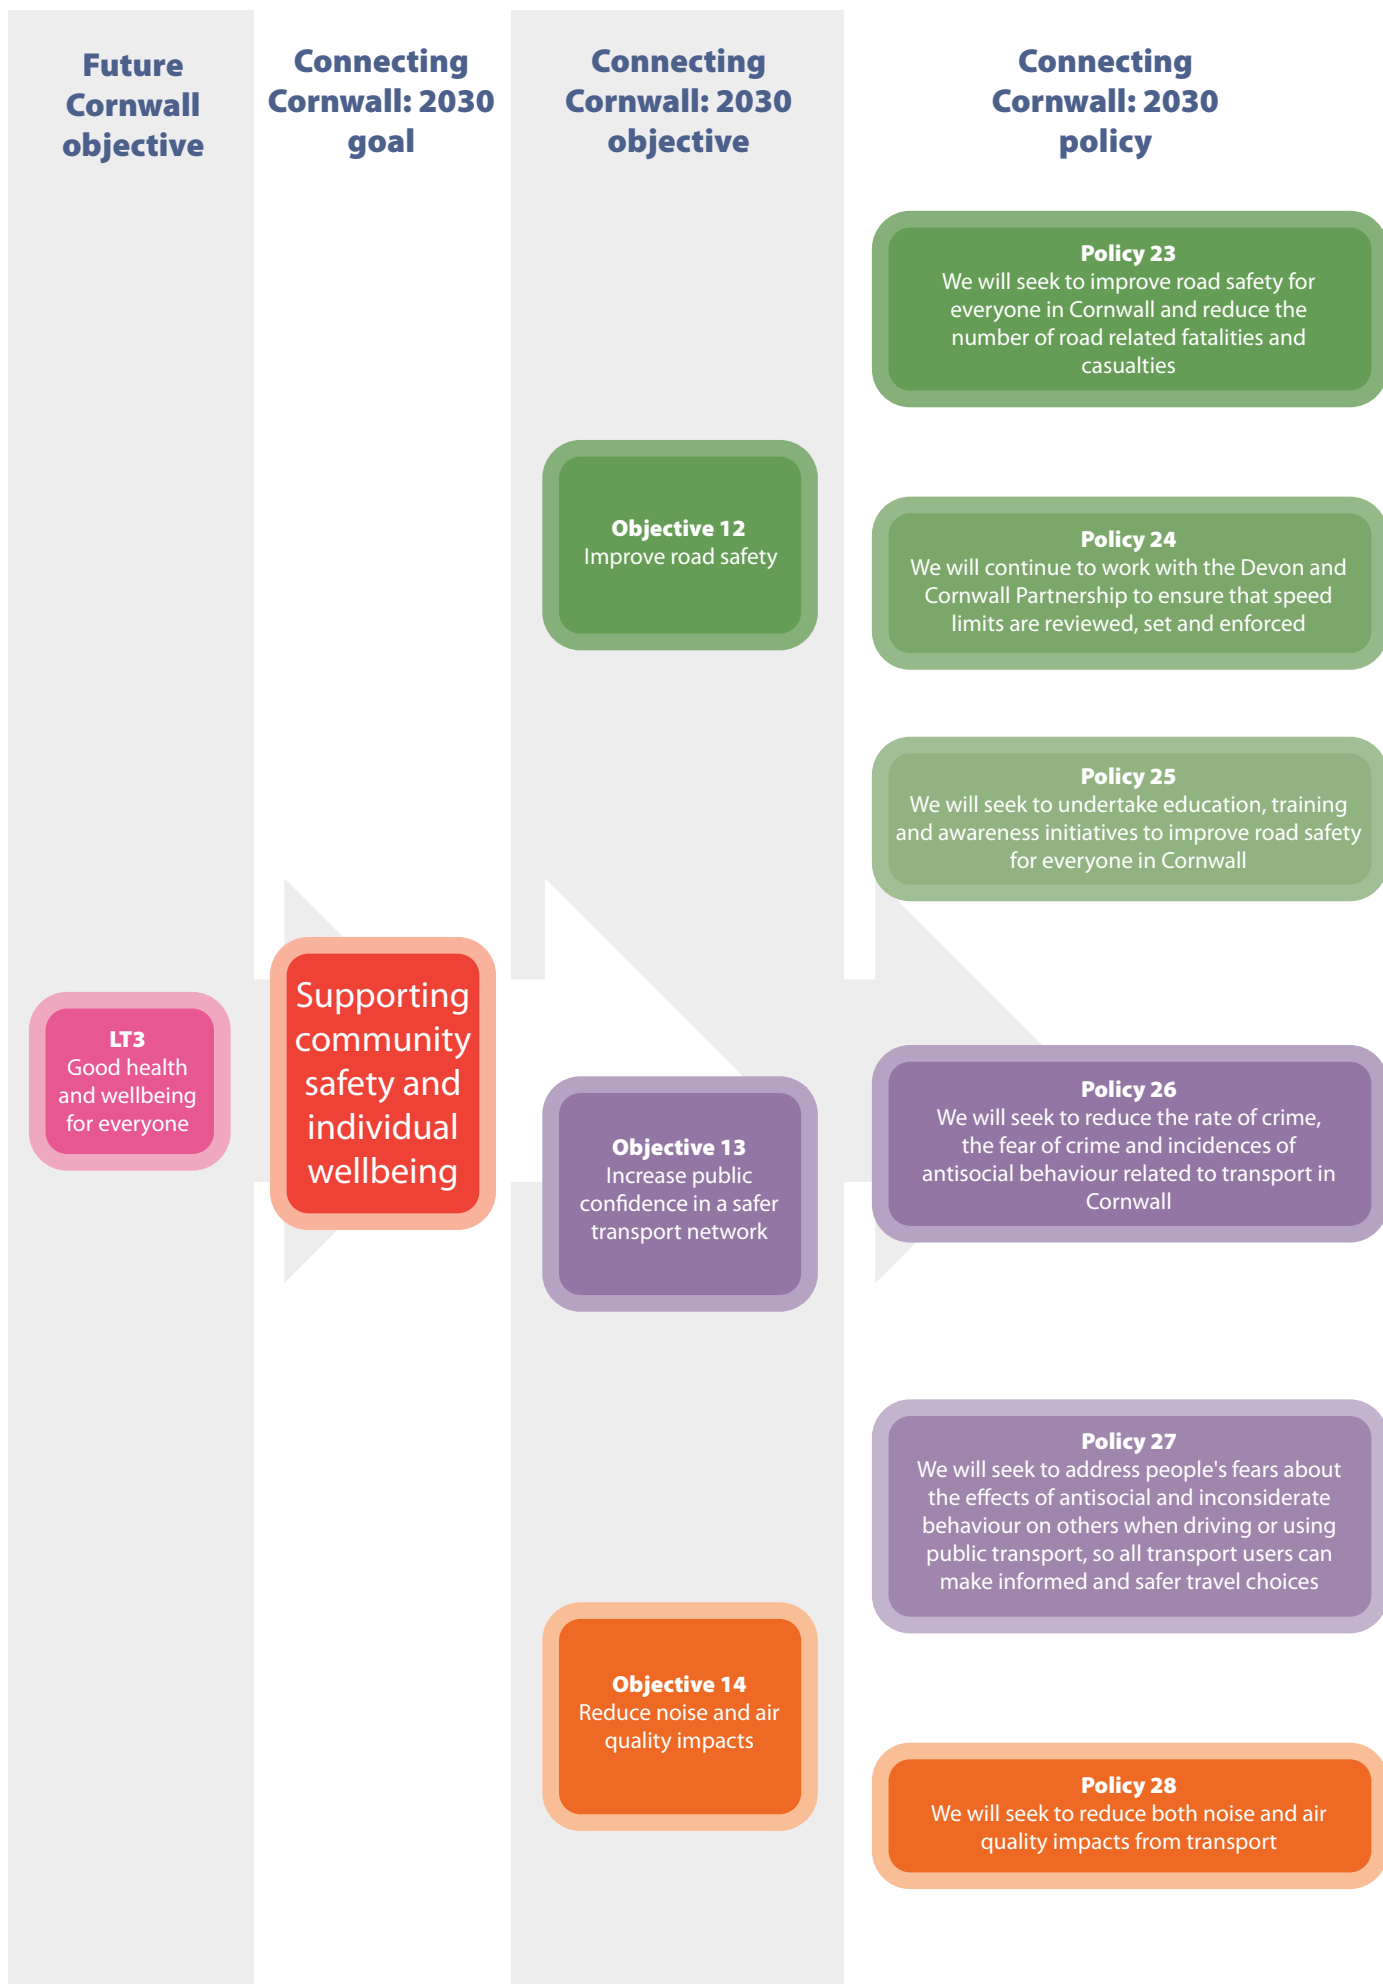 Future
Cornwall
objective
Connecting
Cornwall: 2030
goal
Connecting
Cornwall: 2030
objective
Connecting
Cornwall: 2030
policy
LT3
Good health
and wellbeing
for everyone
Supporting
community
safety and
individual
wellbeing
Objective 12
Improve road safety
Objective 13
Increase public
confidence in a safer
transport network
Objective 14
Reduce noise and air
quality impacts
Policy 23
We will seek to improve road safety for
everyone in Cornwall and reduce the
number of road related fatalities and
casualties
Policy 24
We will continue to work with the Devon and
Cornwall Partnership to ensure that speed
limits are reviewed, set and enforced
Policy 25
We will seek to undertake education, training
and awareness initiatives to improve road safety
for everyone in Cornwall
Policy 26
We will seek to reduce the rate of crime,
the fear of crime and incidences of
antisocial behaviour related to transport in
Cornwall
Policy 27
We will seek to address people's fears about
the effects of antisocial and inconsiderate
behaviour on others when driving or using
public transport, so all transport users can
make informed and safer travel choices
Policy 28
We will seek to reduce both noise and air
quality impacts from transport